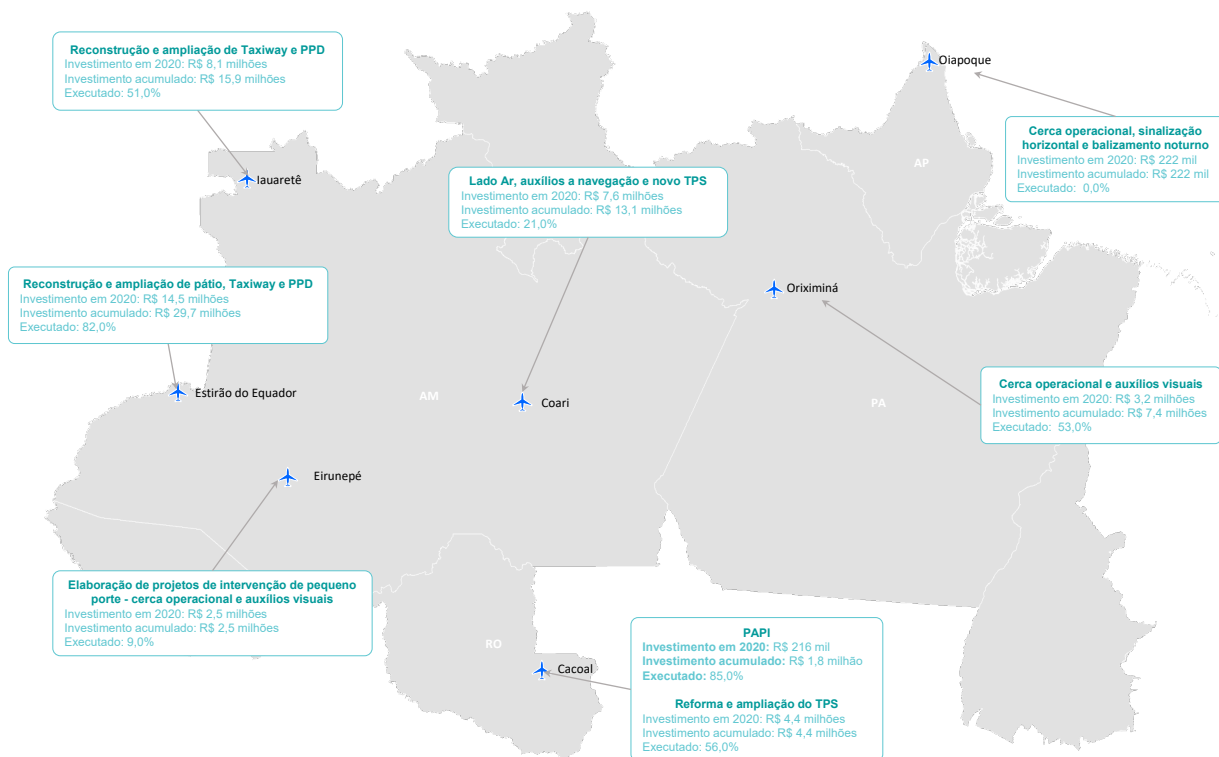 Reconstrução e ampliação de Taxiway e PPD
Investimento em 2020: R$ 8,1 milhões
Investimento acumulado: R$ 15,9 milhões
Executado: 51,0%
Iauaretê
Oiapoque
Cerca operacional, sinalização
horizontal e balizamento noturno
Investimento em 2020: R$ 222 mil
Investimento acumulado: R$ 222 mil
Executado: 0,0%
AP
Lado Ar, auxílios a navegação e novo TPS
Investimento em 2020: R$ 7,6 milhões
Investimento acumulado: R$ 13,1 milhões
Executado: 21,0%
Reconstrução e ampliação de pátio, Taxiway e PPD
Investimento em 2020: R$ 14,5 milhões
Investimento acumulado: R$ 29,7 milhões
Executado: 82,0%
Oriximiná
Estirão do Equador
AM
Coari
PA
Cerca operacional e auxílios visuais
Investimento em 2020: R$ 3,2 milhões
Investimento acumulado: R$ 7,4 milhões
Executado: 53,0%
Eirunepé
Elaboração de projetos de intervenção de pequeno
porte - cerca operacional e auxílios visuais
Investimento em 2020: R$ 2,5 milhões
Investimento acumulado: R$ 2,5 milhões
Executado: 9,0%
RO
Cacoal
PAPI
Investimento em 2020: R$ 216 mil
Investimento acumulado: R$ 1,8 milhão
Executado: 85,0%
Reforma e ampliação do TPS
Investimento em 2020: R$ 4,4 milhões
Investimento acumulado: R$ 4,4 milhões
Executado: 56,0%